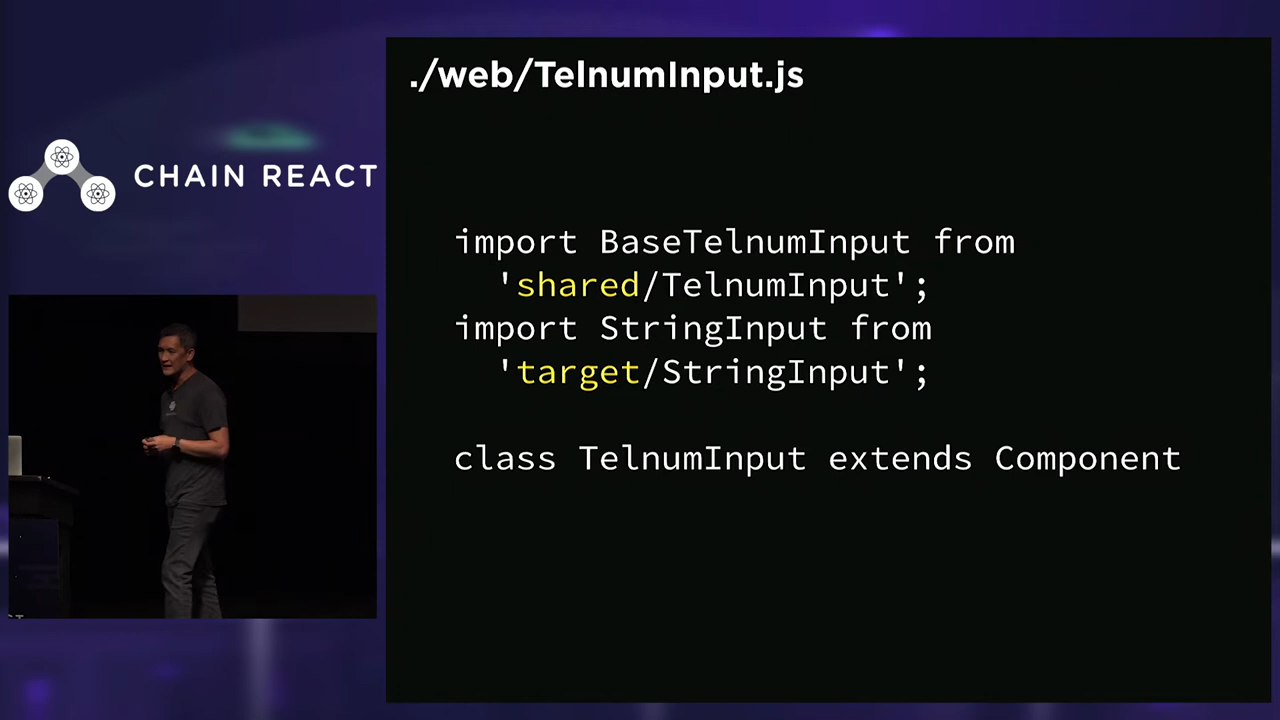 ./web/TelnumInput.js
CHAIN REACT
import BaseTelnumInput from
'shared/TelnumInput';
import StringInput from
'target/StringInput';
class TelnumInput extends Component